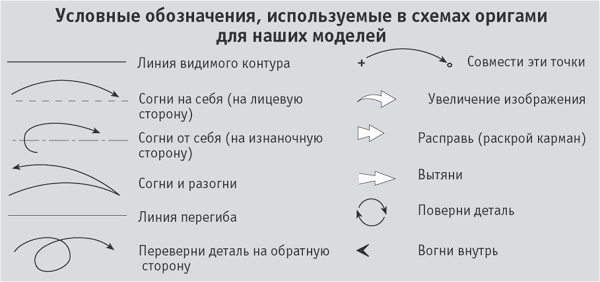 Условные обозначения, используемые в схемах оригами
для наших моделей
Линия видимого контура
Согни на себя (на лицевую
сторону)
Согни от себя (на изнаночную
сторону)
Согни и разогни
Линия перегиба
Переверни деталь на обратную
сторону
Совмести эти точки
Увеличение изображения
Расправь (раскрой карман)
Вытяни
Поверни деталь
Вогни внутрь